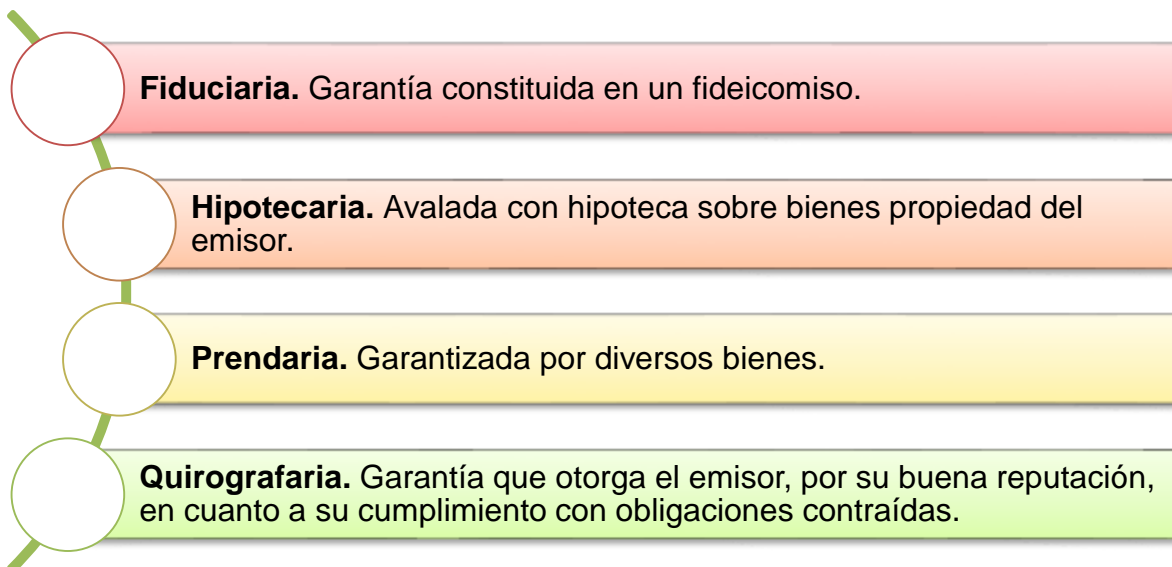 Fiduciaria. Garantía constituida en un fideicomiso.
Hipotecaria. Avalada con hipoteca sobre bienes propiedad del
emisor.
Prendaria. Garantizada por diversos bienes.
Quirografaria. Garantía que otorga el emisor, por su buena reputación,
en cuanto a su cumplimiento con obligaciones contraídas.